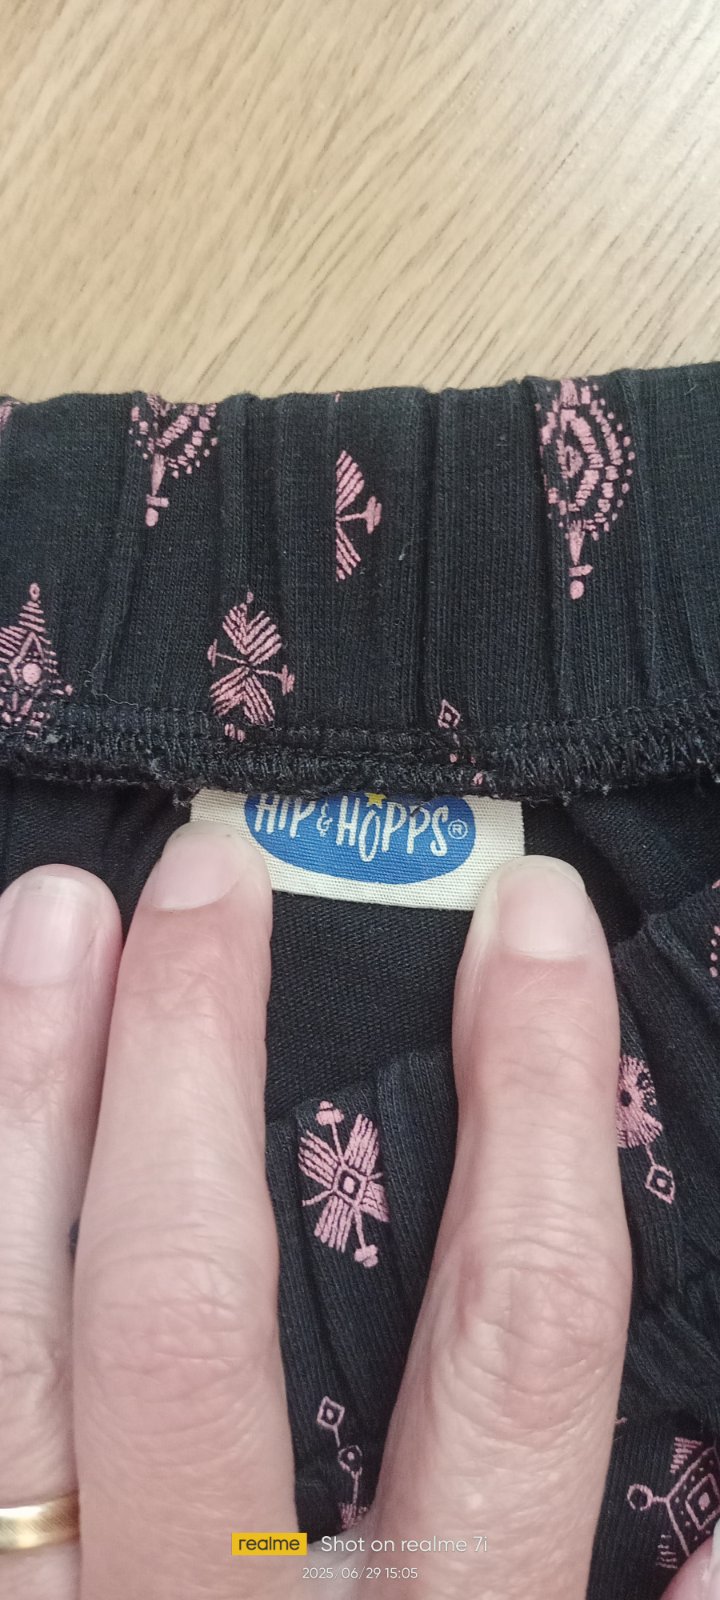 HIP & HOPPS®
realme Shot on realme 7i
2025/06/29 15:05